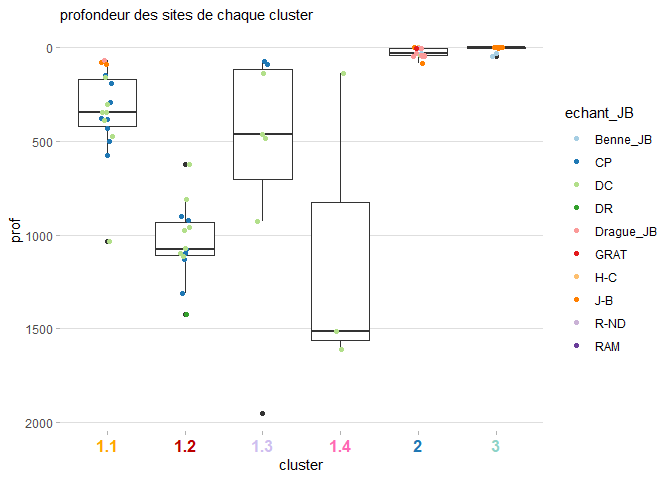 profondeur des sites de chaque cluster
prof
0
500
1000
1500
2000
1.1
1.2
1.3
1.4
2
3
cluster
echant_JB
Benne_JB
CP
DC
DR
Drague_JB
GRAT
H-C
J-B
R-ND
RAM